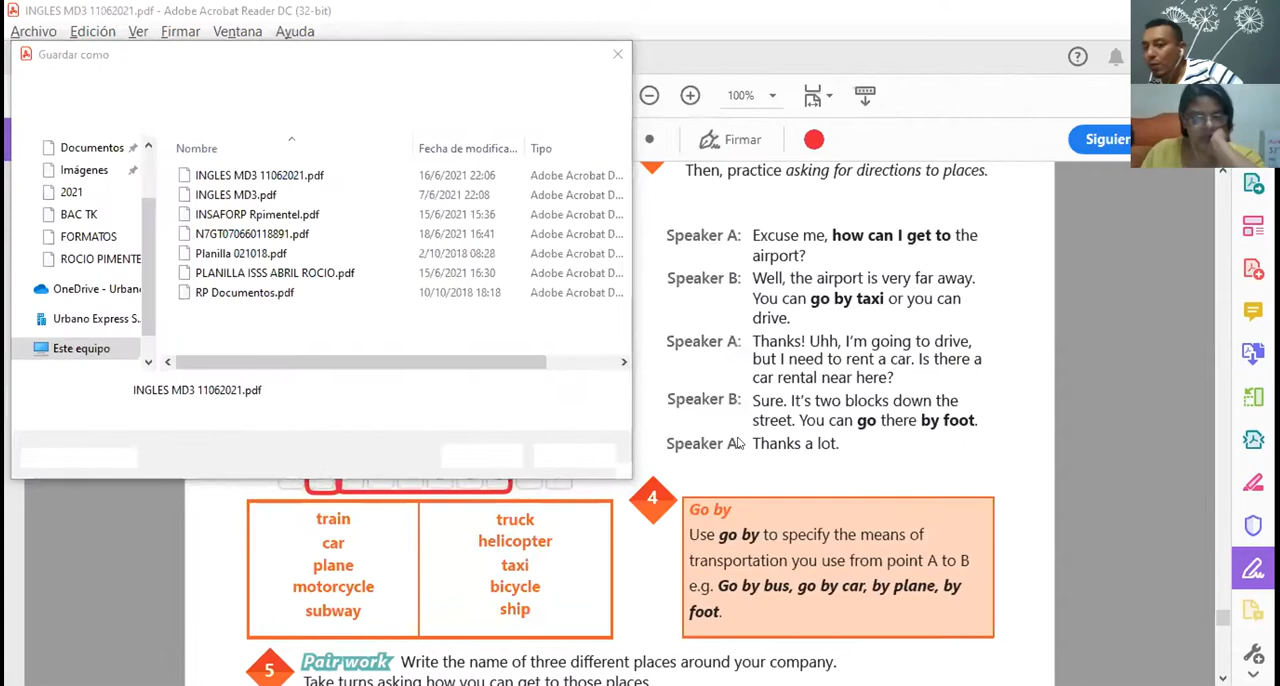 INGLES MD3 11062021.pdf - Adobe Acrobat Reader DC (32-bit)
Archivo Edición Ver Firmar Ventana Ayuda
Guardar como
Documentos
Imágenes
2021
BAC TK
FORMATOS
ROCIO PIMENTE
OneDrive - Urban
Urbano Express S.
Este equipo
Nombre Fecha de modifica... Tipo
INGLES MD3 11062021.pdf 16/6/2021 22:06 Adobe Acrobat D...
INGLES MD3.pdf 7/6/2021 22:08 Adobe Acrobat D...
INSAFORP Rpimentel.pdf 15/6/2021 15:36 Adobe Acrobat D...
N7GT070660118891.pdf 18/6/2021 16:41 Adobe Acrobat D...
Planilla 021018.pdf 2/10/2018 08:28 Adobe Acrobat D...
PLANILLA ISSS ABRIL ROCIO.pdf 15/6/2021 16:30 Adobe Acrobat D...
RP Documentos.pdf 10/10/2018 18:18 Adobe Acrobat D...
INGLES MD3 11062021.pdf
100%
Firmar
Siguien
Then, practice asking for directions to places.
Speaker A: Excuse me, how can I get to the
airport?
Speaker B: Well, the airport is very far away.
You can go by taxi or you can
drive.
Speaker A: Thanks! Uhh, I'm going to drive,
but I need to rent a car. Is there a
car rental near here?
Speaker B: Sure. It's two blocks down the
street. You can go there by foot.
Speaker A: Thanks a lot.
train
car
plane
motorcycle
subway
truck
helicopter
taxi
bicycle
ship
4
Go by
Use go by to specify the means of
transportation you use from point A to B
e.g. Go by bus, go by car, by plane, by
foot.
5 Pair work Write the name of three different places around your company.
Take turns asking how you can get to those places.